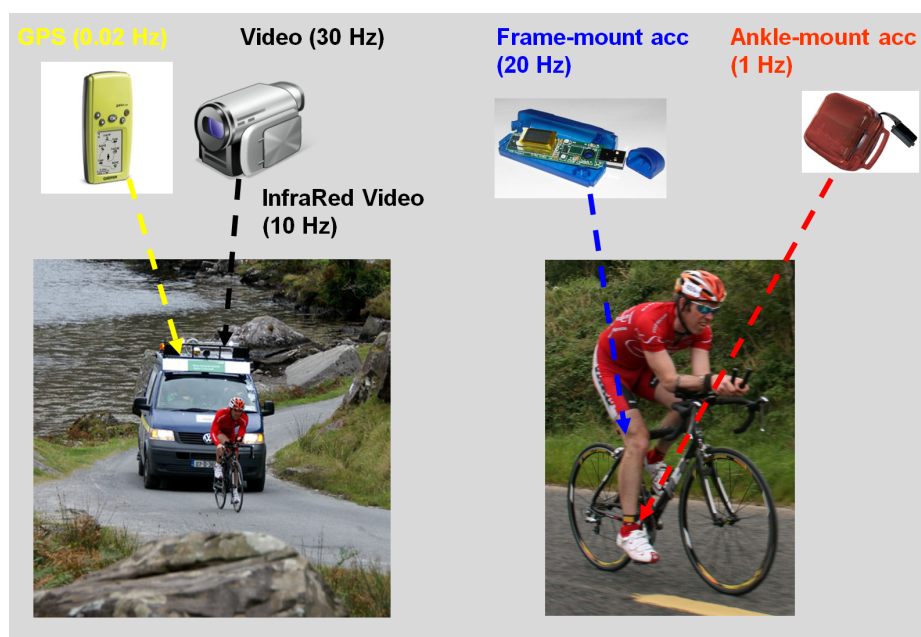 GPS (0.02 Hz)
Video (30 Hz)
Frame-mount acc
(20 Hz)
Ankle-mount acc
(1 Hz)
InfraRed Video
(10 Hz)